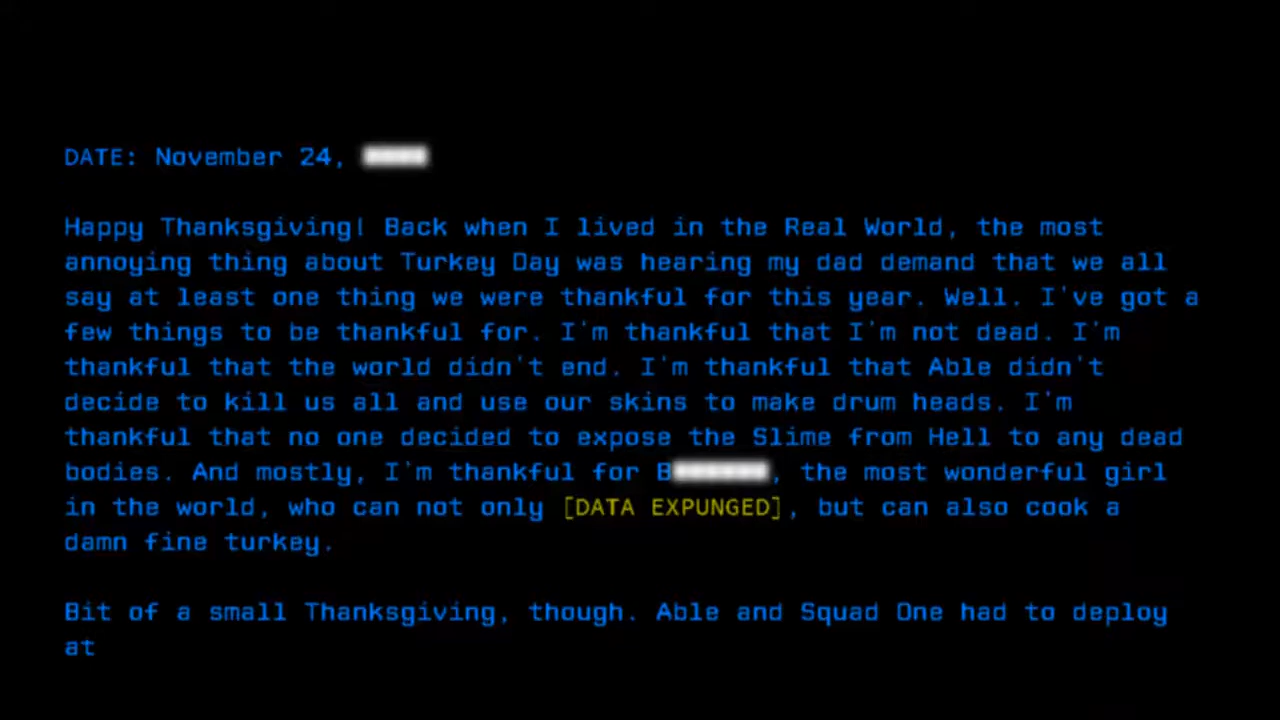 DATE: November 24, ████
Happy Thanksgiving! Back when I lived in the Real World, the most
annoying thing about Turkey Day was hearing my dad demand that we all
say at least one thing we were thankful for this year. Well. I've got a
few things to be thankful for. I'm thankful that I'm not dead. I'm
thankful that the world didn't end. I'm thankful that Able didn't
decide to kill us all and use our skins to make drum heads. I'm
thankful that no one decided to expose the Slime from Hell to any dead
bodies. And mostly, I'm thankful for B██████, the most wonderful girl
in the world, who can not only [DATA EXPUNGED], but can also cook a
damn fine turkey.
Bit of a small Thanksgiving, though. Able and Squad One had to deploy
at